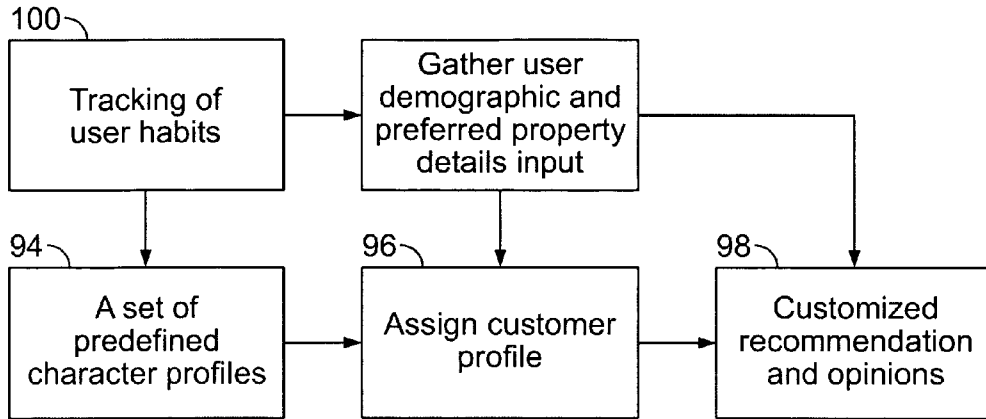 100
Tracking of
user habits
Gather user
demographic and
preferred property
details input
94
A set of
predefined
character profiles
96
Assign customer
profile
98
Customized
recommendation
and opinions